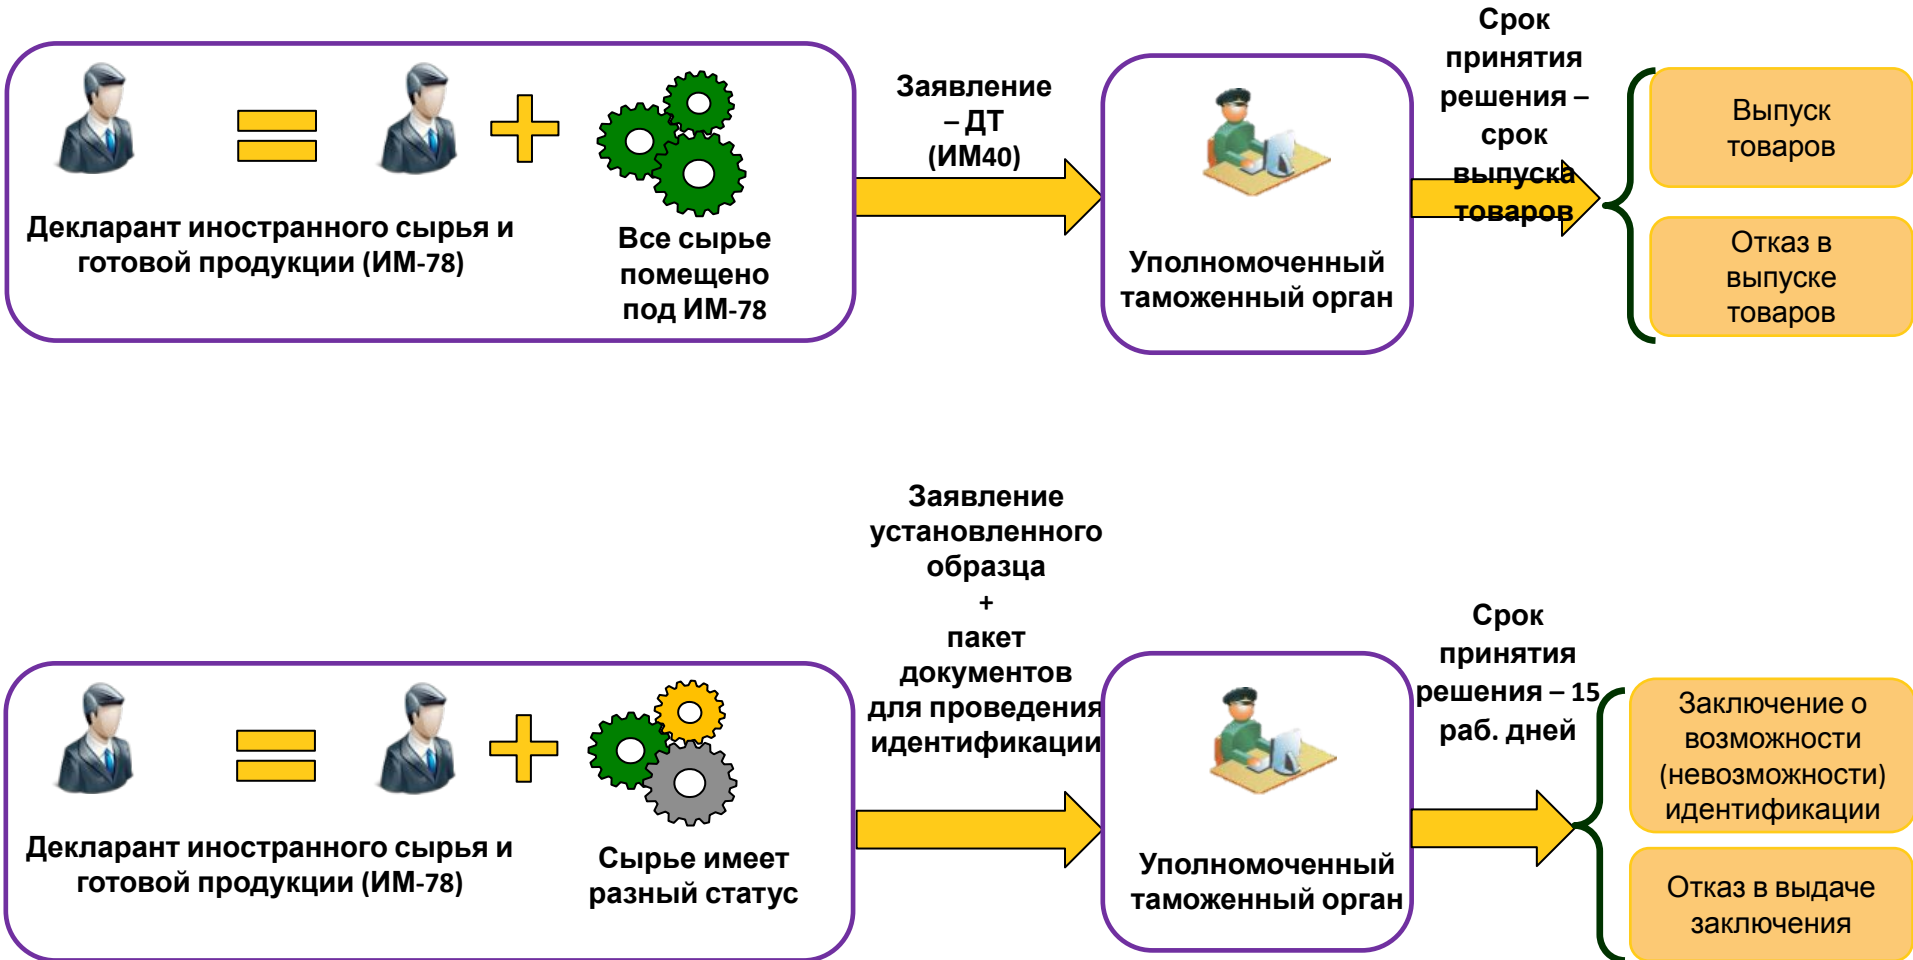 Декларант иностранного сырья и
готовой продукции (ИМ-78)
Все сырье
помещено
под ИМ-78
Заявление
– ДТ
(ИМ40)
Уполномоченный
таможенный орган
Срок
принятия
решения –
срок
выпуска
товаров
Выпуск
товаров
Отказ в
выпуске
товаров
Декларант иностранного сырья и
готовой продукции (ИМ-78)
Сырье имеет
разный статус
Заявление
установленного
образца
+
пакет
документов
для проведения
идентификации
Уполномоченный
таможенный орган
Срок
принятия
решения – 15
раб. дней
Заключение о
возможности
(невозможности)
идентификации
Отказ в выдаче
заключения